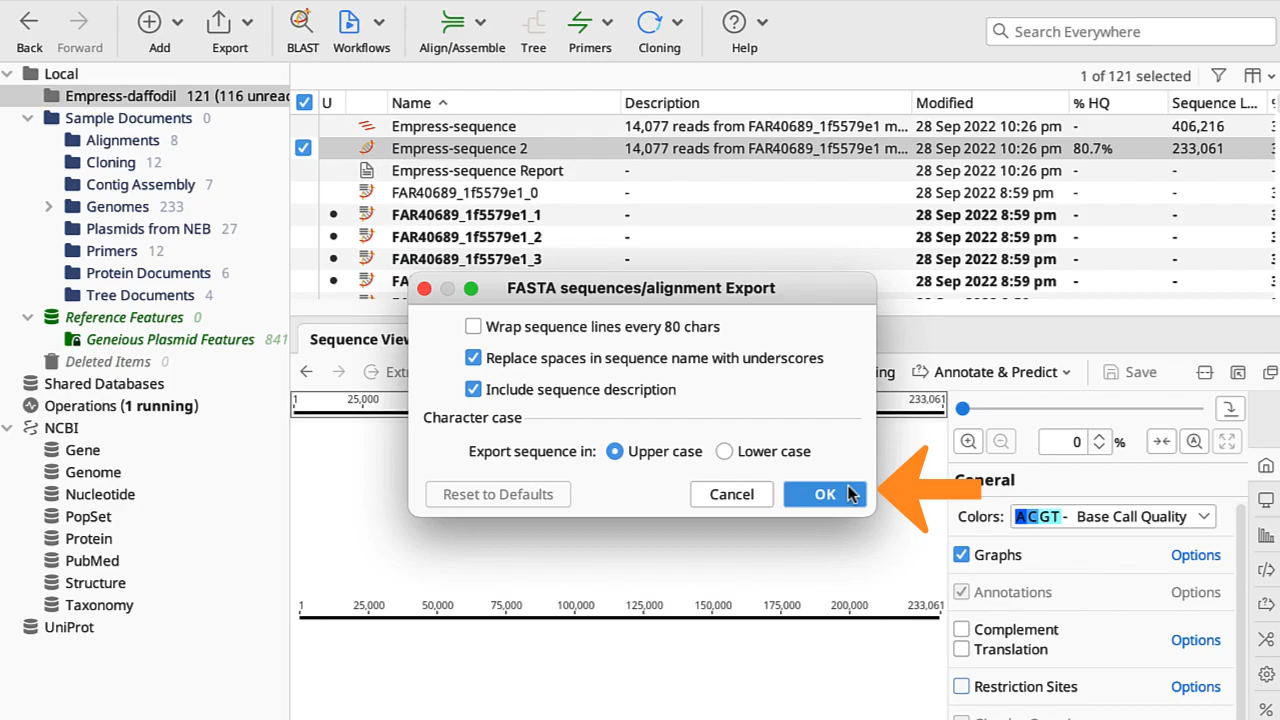 Back
Forward
Add
Export
BLAST
Workflows
Align/Assemble
Tree
Primers
Cloning
Help
Search Everywhere
Local
Empress-daffodil 121 (116 unread
Sample Documents 0
Alignments 8
Cloning 12
Contig Assembly 7
Genomes 233
Plasmids from NEB 27
Primers 12
Protein Documents 6
Tree Documents 4
Reference Features 0
Geneious Plasmid Features 841
Deleted Items 0
Shared Databases
Operations (1 running)
NCBI
Gene
Genome
Nucleotide
PopSet
Protein
PubMed
Structure
Taxonomy
UniProt
1 of 121 selected
U Name Description Modified % HQ Sequence L... %
Empress-sequence 14,077 reads from FAR40689_1f5579e1 m... 28 Sep 2022 10:26 pm - 406,216
Empress-sequence 2 14,077 reads from FAR40689_1f5579e1 m... 28 Sep 2022 10:26 pm 80.7% 233,061
Empress-sequence Report - 28 Sep 2022 10:26 pm -
FAR40689_1f5579e1_0 - 28 Sep 2022 8:59 pm -
FAR40689_1f5579e1_1 - 28 Sep 2022 8:59 pm -
FAR40689_1f5579e1_2 - 28 Sep 2022 8:59 pm -
FAR40689_1f5579e1_3 - 28 Sep 2022 8:59 pm -
28 Sep 2022 8:59 pm -
FASTA sequences/alignment Export
Wrap sequence lines every 80 chars
Replace spaces in sequence name with underscores
Include sequence description
Character case
Export sequence in: Upper case Lower case
Reset to Defaults Cancel OK
Annotate & Predict Save
1 25,000 233,061
1 25,000 50,000 75,000 100,000 125,000 150,000 175,000 200,000 233,061
0 %
General
Colors: ACGT - Base Call Quality
Graphs Options
Annotations
Complement
Translation
Options
Restriction Sites Options